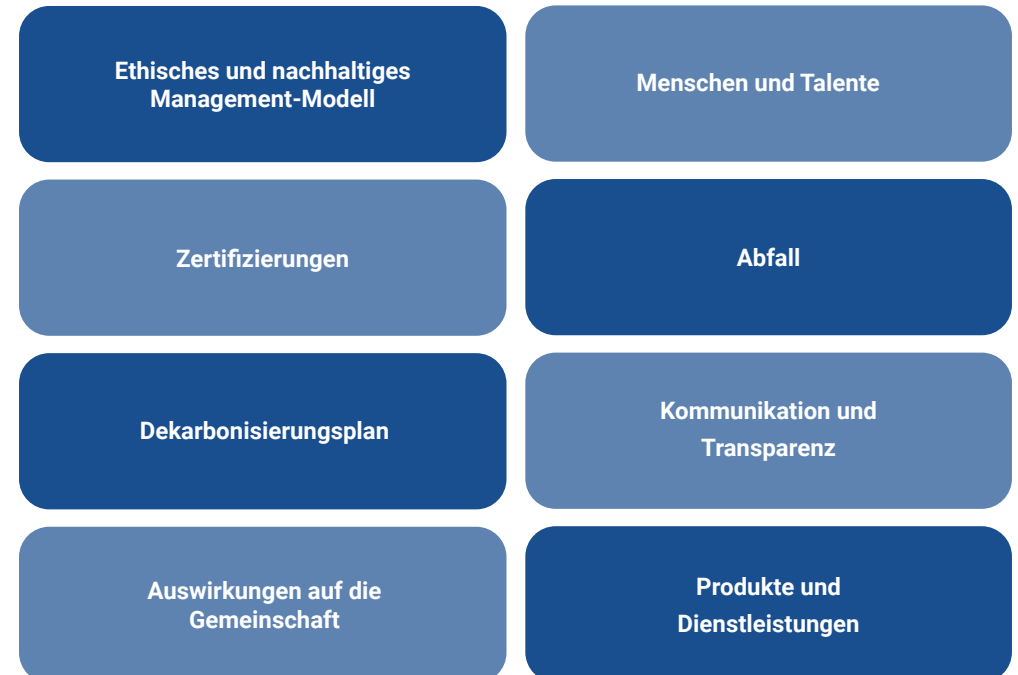 Ethisches und nachhaltiges
Management-Modell
Menschen und Talente
Zertifizierungen
Abfall
Dekarbonisierungsplan
Kommunikation und
Transparenz
Auswirkungen auf die
Gemeinschaft
Produkte und
Dienstleistungen